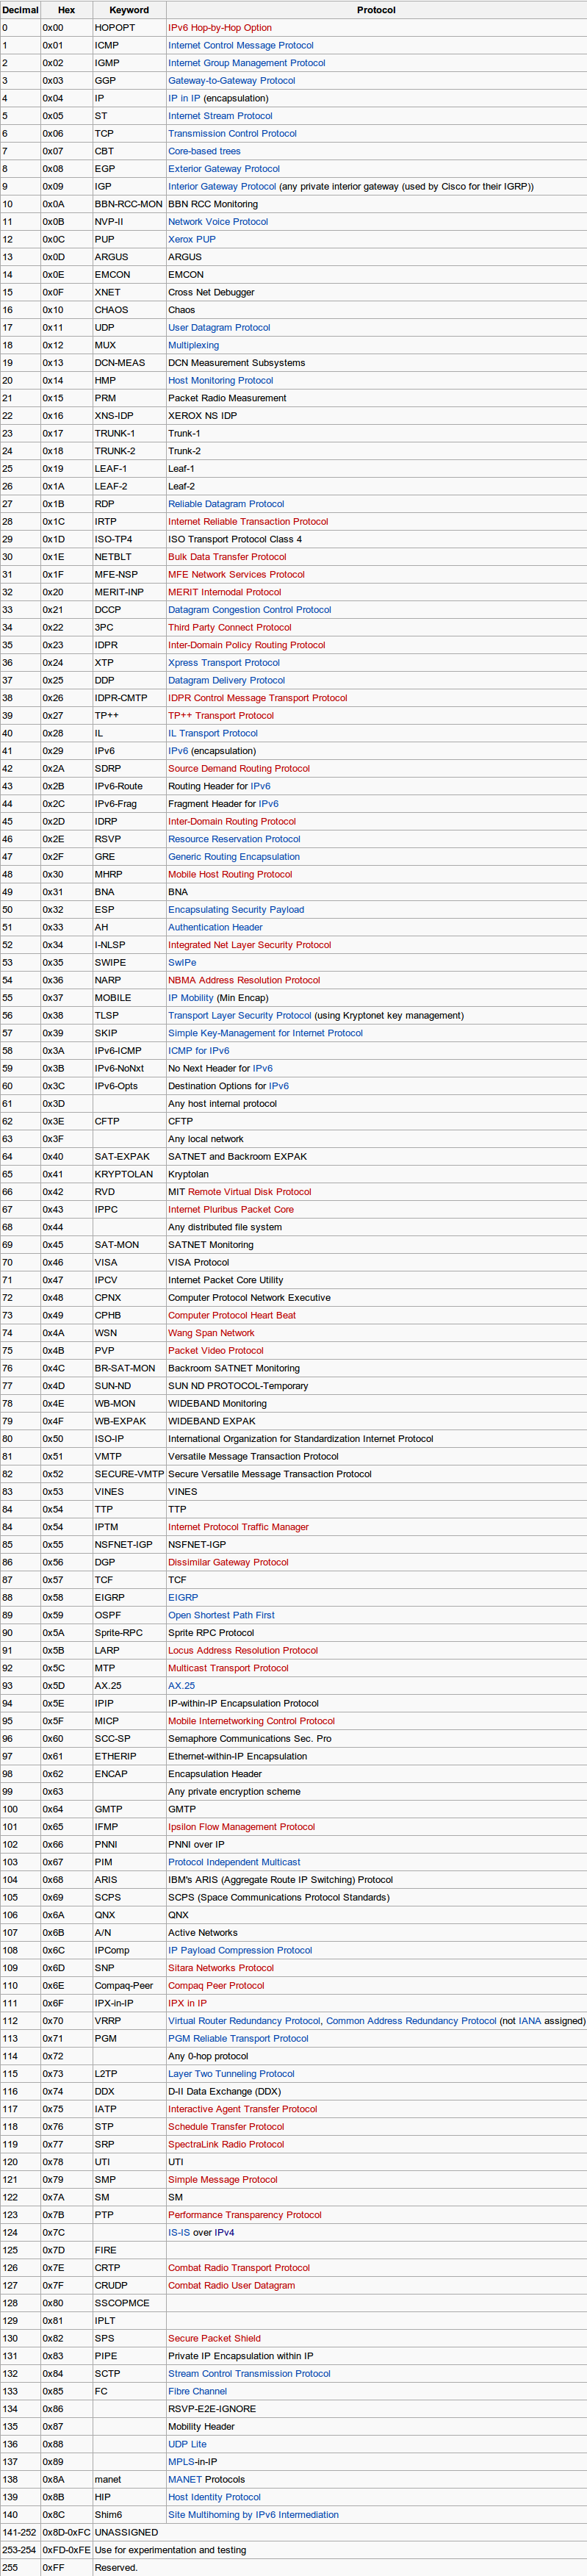 Decimal Hex Keyword Protocol
0 0x00 HOPOPT IPv6 Hop-by-Hop Option
1 0x01 ICMP Internet Control Message Protocol
2 0x02 IGMP Internet Group Management Protocol
3 0x03 GGP Gateway-to-Gateway Protocol
4 0x04 IP IP in IP (encapsulation)
5 0x05 ST Internet Stream Protocol
6 0x06 TCP Transmission Control Protocol
7 0x07 CBT Core-based trees
8 0x08 EGP Exterior Gateway Protocol
9 0x09 IGP Interior Gateway Protocol (any private interior gateway (used by Cisco for their IGRP))
10 0x0A BBN-RCC-MON BBN RCC Monitoring
11 0x0B NVP-II Network Voice Protocol
12 0x0C PUP Xerox PUP
13 0x0D ARGUS ARGUS
14 0x0E EMCON EMCON
15 0x0F XNET Cross Net Debugger
16 0x10 CHAOS Chaos
17 0x11 UDP User Datagram Protocol
18 0x12 MUX Multiplexing
19 0x13 DCN-MEAS DCN Measurement Subsystems
20 0x14 HMP Host Monitoring Protocol
21 0x15 PRM Packet Radio Measurement
22 0x16 XNS-IDP XEROX NS IDP
23 0x17 TRUNK-1 Trunk-1
24 0x18 TRUNK-2 Trunk-2
25 0x19 LEAF-1 Leaf-1
26 0x1A LEAF-2 Leaf-2
27 0x1B RDP Reliable Datagram Protocol
28 0x1C IRTP Internet Reliable Transaction Protocol
29 0x1D ISO-TP4 ISO Transport Protocol Class 4
30 0x1E NETBLT Bulk Data Transfer Protocol
31 0x1F MFE-NSP MFE Network Services Protocol
32 0x20 MERIT-INP MERIT Internodal Protocol
33 0x21 DCCP Datagram Congestion Control Protocol
34 0x22 3PC Third Party Connect Protocol
35 0x23 IDPR Inter-Domain Policy Routing Protocol
36 0x24 XTP Xpress Transport Protocol
37 0x25 DDP Datagram Delivery Protocol
38 0x26 IDPR-CMTP IDPR Control Message Transport Protocol
39 0x27 TP++ TP++ Transport Protocol
40 0x28 IL IL Transport Protocol
41 0x29 IPv6 IPv6 (encapsulation)
42 0x2A SDRP Source Demand Routing Protocol
43 0x2B IPv6-Route Routing Header for IPv6
44 0x2C IPv6-Frag Fragment Header for IPv6
45 0x2D IDRP Inter-Domain Routing Protocol
46 0x2E RSVP Resource Reservation Protocol
47 0x2F GRE Generic Routing Encapsulation
48 0x30 MHRP Mobile Host Routing Protocol
49 0x31 BNA BNA
50 0x32 ESP Encapsulating Security Payload
51 0x33 AH Authentication Header
52 0x34 I-NLSP Integrated Net Layer Security Protocol
53 0x35 SWIPE SwIPe
54 0x36 NARP NBMA Address Resolution Protocol
55 0x37 MOBILE IP Mobility (Min Encap)
56 0x38 TLSP Transport Layer Security Protocol (using Kryptonet key management)
57 0x39 SKIP Simple Key-Management for Internet Protocol
58 0x3A IPv6-ICMP ICMP for IPv6
59 0x3B IPv6-NoNxt No Next Header for IPv6
60 0x3C IPv6-Opts Destination Options for IPv6
61 0x3D Any host internal protocol
62 0x3E CFTP CFTP
63 0x3F Any local network
64 0x40 SAT-EXPAK SATNET and Backroom EXPAK
65 0x41 KRYPTOLAN Kryptolan
66 0x42 RVD MIT Remote Virtual Disk Protocol
67 0x43 IPPC Internet Pluribus Packet Core
68 0x44 Any distributed file system
69 0x45 SAT-MON SATNET Monitoring
70 0x46 VISA VISA Protocol
71 0x47 IPCV Internet Packet Core Utility
72 0x48 CPNX Computer Protocol Network Executive
73 0x49 CPHB Computer Protocol Heart Beat
74 0x4A WSN Wang Span Network
75 0x4B PVP Packet Video Protocol
76 0x4C BR-SAT-MON Backroom SATNET Monitoring
77 0x4D SUN-ND SUN ND PROTOCOL-Temporary
78 0x4E WB-MON WIDEBAND Monitoring
79 0x4F WB-EXPAK WIDEBAND EXPAK
80 0x50 ISO-IP International Organization for Standardization Internet Protocol
81 0x51 VMTP Versatile Message Transaction Protocol
82 0x52 SECURE-VMTP Secure Versatile Message Transaction Protocol
83 0x53 VINES VINES
84 0x54 TTP TTP
84 0x54 IPTM Internet Protocol Traffic Manager
85 0x55 NSFNET-IGP NSFNET-IGP
86 0x56 DGP Dissimilar Gateway Protocol
87 0x57 TCF TCF
88 0x58 EIGRP EIGRP
89 0x59 OSPF Open Shortest Path First
90 0x5A Sprite-RPC Sprite RPC Protocol
91 0x5B LARP Locus Address Resolution Protocol
92 0x5C MTP Multicast Transport Protocol
93 0x5D AX.25 AX.25
94 0x5E IPIP IP-within-IP Encapsulation Protocol
95 0x5F MICP Mobile Internetworking Control Protocol
96 0x60 SCC-SP Semaphore Communications Sec. Pro
97 0x61 ETHERIP Ethernet-within-IP Encapsulation
98 0x62 ENCAP Encapsulation Header
99 0x63 Any private encryption scheme
100 0x64 GMTP GMTP
101 0x65 IFMP Ipsilon Flow Management Protocol
102 0x66 PNNI PNNI over IP
103 0x67 PIM Protocol Independent Multicast
104 0x68 ARIS IBM's ARIS (Aggregate Route IP Switching) Protocol
105 0x69 SCPS SCPS (Space Communications Protocol Standards)
106 0x6A QNX QNX
107 0x6B A/N Active Networks
108 0x6C IPComp IP Payload Compression Protocol
109 0x6D SNP Sitara Networks Protocol
110 0x6E Compaq-Peer Compaq Peer Protocol
111 0x6F IPX-in-IP IPX in IP
112 0x70 VRRP Virtual Router Redundancy Protocol, Common Address Redundancy Protocol (not IANA assigned)
113 0x71 PGM PGM Reliable Transport Protocol
114 0x72 Any 0-hop protocol
115 0x73 L2TP Layer Two Tunneling Protocol
116 0x74 DDX D-II Data Exchange (DDX)
117 0x75 IATP Interactive Agent Transfer Protocol
118 0x76 STP Schedule Transfer Protocol
119 0x77 SRP SpectraLink Radio Protocol
120 0x78 UTI UTI
121 0x79 SMP Simple Message Protocol
122 0x7A SM SM
123 0x7B PTP Performance Transparency Protocol
124 0x7C IS-IS over IPv4
125 0x7D FIRE
126 0x7E CRTP Combat Radio Transport Protocol
127 0x7F CRUDP Combat Radio User Datagram
128 0x80 SSCOPMCE
129 0x81 IPLT
130 0x82 SPS Secure Packet Shield
131 0x83 PIPE Private IP Encapsulation within IP
132 0x84 SCTP Stream Control Transmission Protocol
133 0x85 FC Fibre Channel
134 0x86 RSVP-E2E-IGNORE
135 0x87 Mobility Header
136 0x88 UDP Lite
137 0x89 MPLS-in-IP
138 0x8A manet MANET Protocols
139 0x8B HIP Host Identity Protocol
140 0x8C Shim6 Site Multihoming by IPv6 Intermediation
141-252 0x8D-0xFC UNASSIGNED
253-254 0xFD-0xFE Use for experimentation and testing
255 0xFF Reserved.